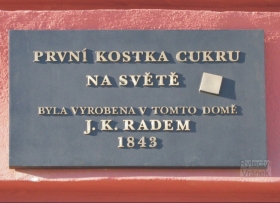 PRVNÍ KOSTKA CUKRU
NA SVĚTĚ
BYLA VYROBENA V TOMTO DOMĚ
J. K. RADEM
1843